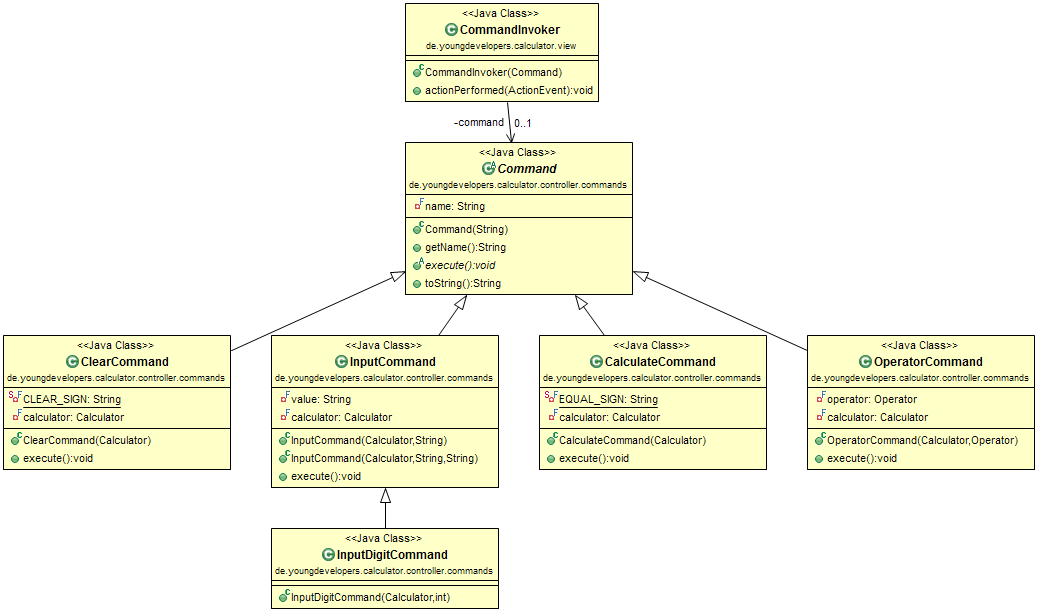 <<Java Class>>
CommandInvoker
de.youngdevelopers.calculator.view
CommandInvoker(Command)
actionPerformed(ActionEvent):void
-command 0..1
<<Java Class>>
Command
de.youngdevelopers.calculator.controller.commands
name: String
Command(String)
getName():String
execute():void
toString():String
<<Java Class>>
ClearCommand
de.youngdevelopers.calculator.controller.commands
CLEAR_SIGN: String
calculator: Calculator
ClearCommand(Calculator)
execute():void
<<Java Class>>
InputCommand
de.youngdevelopers.calculator.controller.commands
value: String
calculator: Calculator
InputCommand(Calculator,String)
InputCommand(Calculator,String,String)
execute():void
<<Java Class>>
CalculateCommand
de.youngdevelopers.calculator.controller.commands
EQUAL_SIGN: String
calculator: Calculator
CalculateCommand(Calculator)
execute():void
<<Java Class>>
OperatorCommand
de.youngdevelopers.calculator.controller.commands
operator: Operator
calculator: Calculator
OperatorCommand(Calculator,Operator)
execute():void
<<Java Class>>
InputDigitCommand
de.youngdevelopers.calculator.controller.commands
InputDigitCommand(Calculator,int)